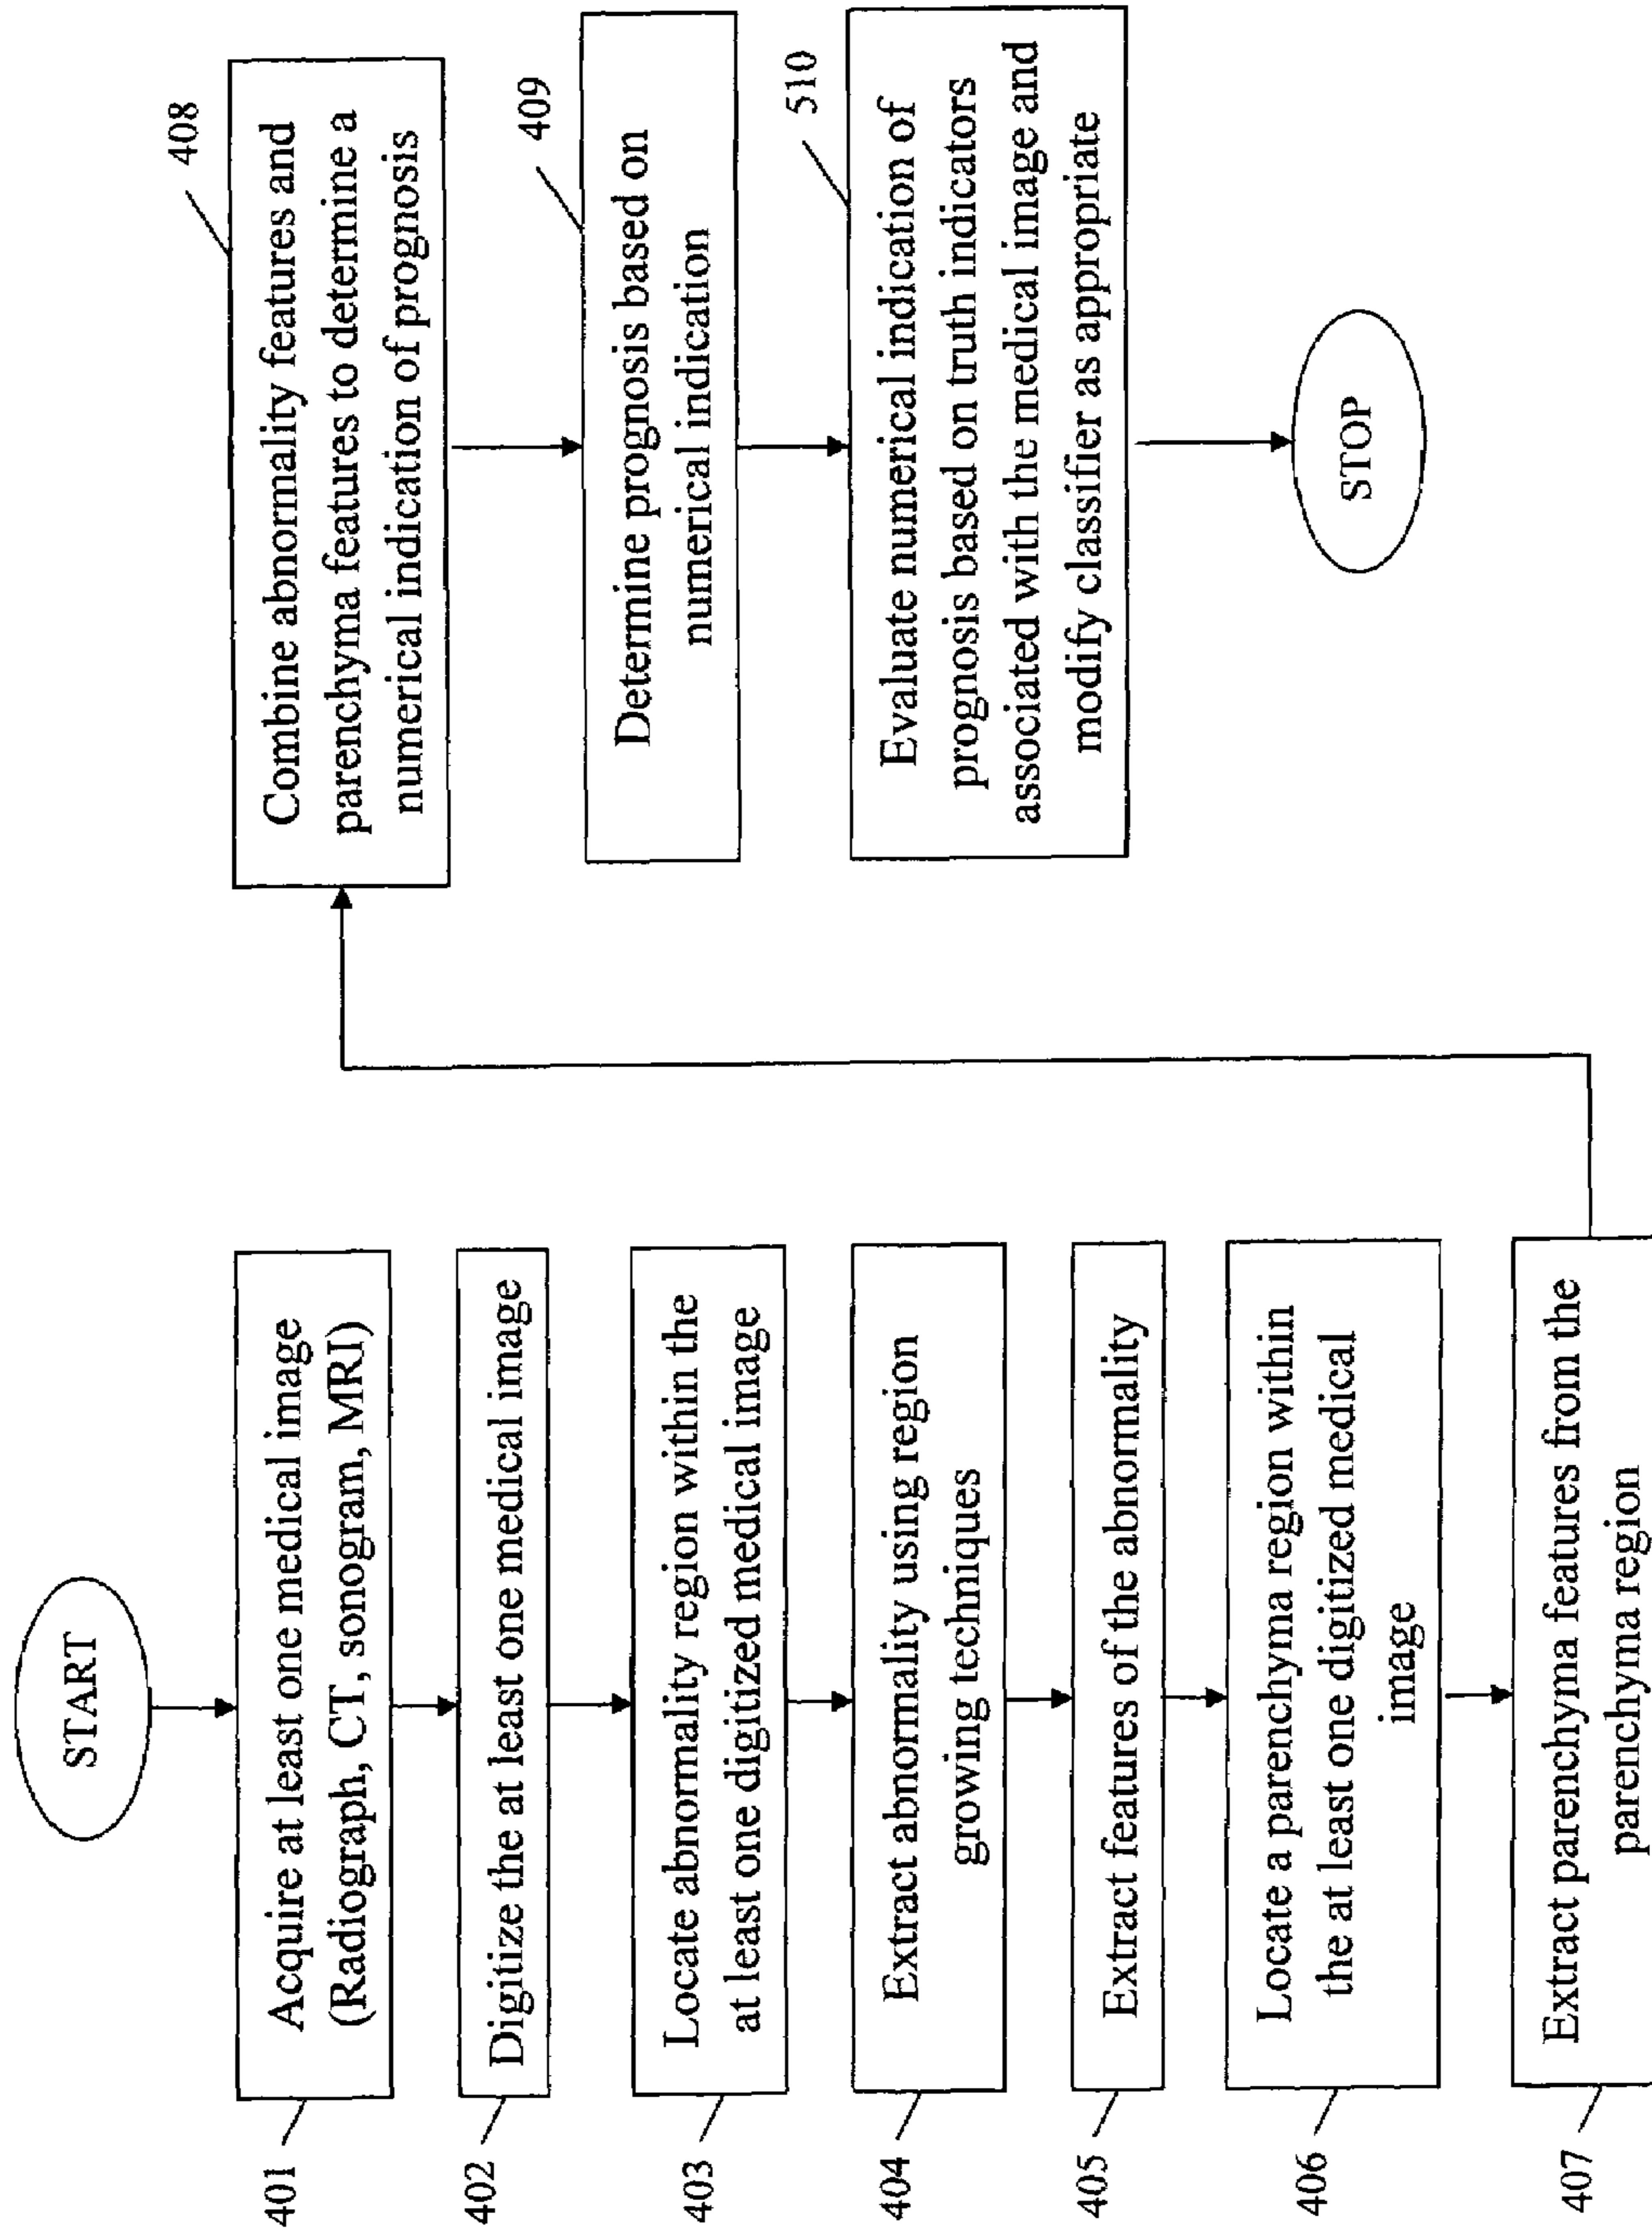 START
401
Acquire at least one medical image
(Radiograph, CT, sonogram, MRI)
402
Digitize the at least one medical image
403
Locate abnormality region within the
at least one digitized medical image
404
Extract abnormality using region
growing techniques
405
Extract features of the abnormality
406
Locate a parenchyma region within
the at least one digitized medical
image
407
Extract parenchyma features from the
parenchyma region
408
Combine abnormality features and
parenchyma features to determine a
numerical indication of prognosis
409
Determine prognosis based on
numerical indication
510
Evaluate numerical indication of
prognosis based on truth indicators
associated with the medical image and
modify classifier as appropriate
STOP